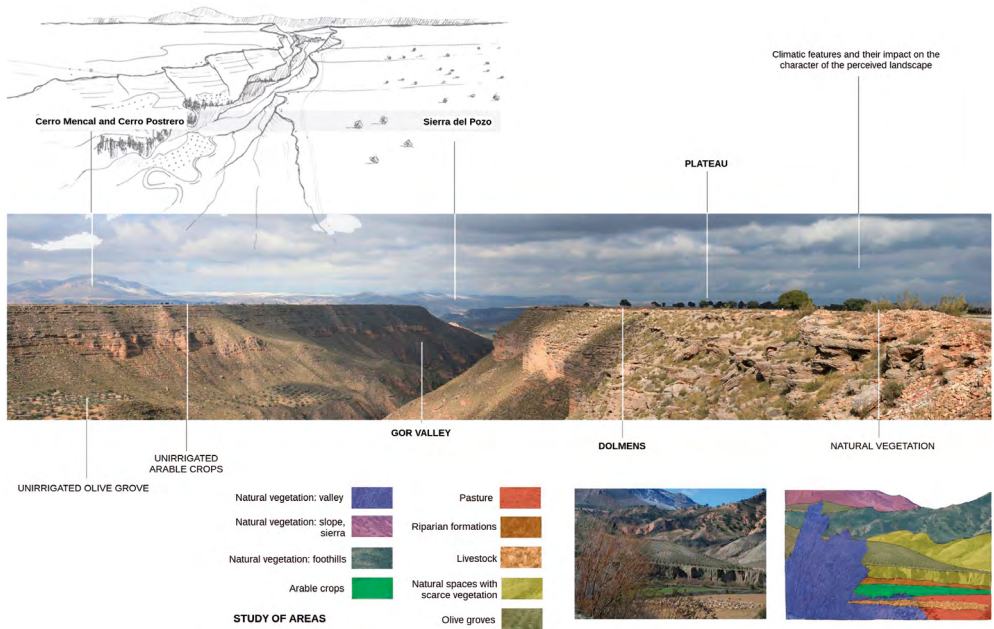 Climatic features and their impact on the
character of the perceived landscape
Cerro Mencal and Cerro Postrero
Sierra del Pozo
PLATEAU
GOR VALLEY
DOLMENS
NATURAL VEGETATION
UNIRRIGATED
ARABLE CROPS
UNIRRIGATED OLIVE GROVE
Natural vegetation: valley
Natural vegetation: slope,
sierra
Natural vegetation: foothills
Arable crops
Pasture
Riparian formations
Livestock
Natural spaces with
scarce vegetation
Olive groves
STUDY OF AREAS